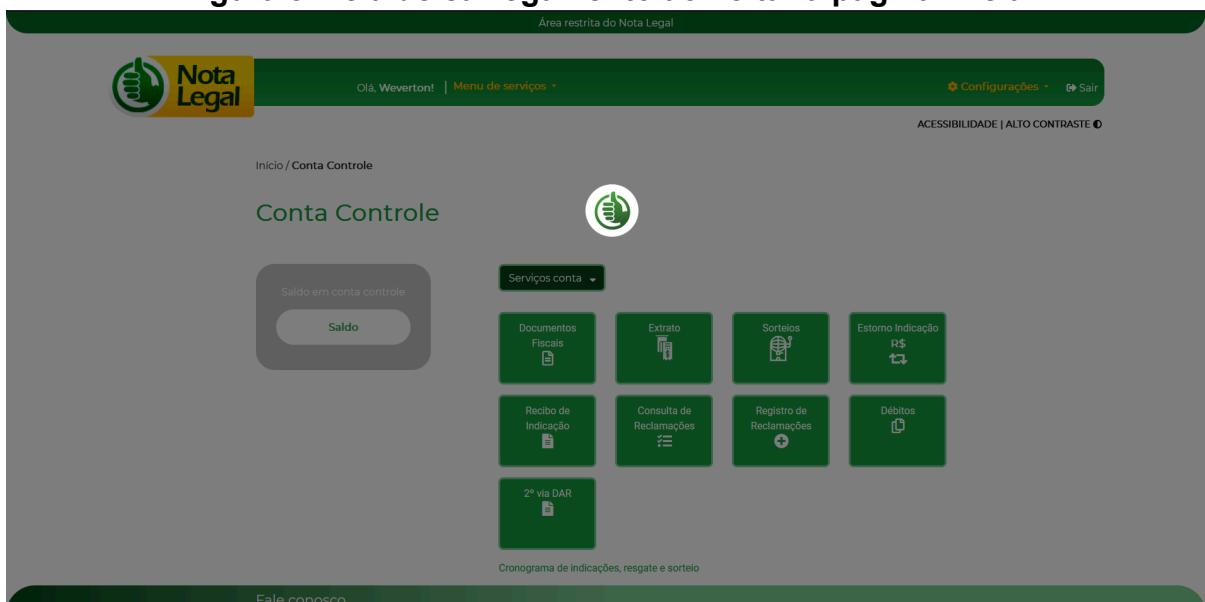 Área restrita do Nota Legal
Nota
Legal
Olá, Weverton! | Menu de serviços
Configurações
Sair
ACESSIBILIDADE | ALTO CONTRASTE
Início / Conta Controle
Conta Controle
Saldo em conta controle
Saldo
Serviços conta
Documentos
Fiscais
Extrato
Sorteios
Estorno Indicação
R$
Recibo de
Indicação
Consulta de
Reclamações
Registro de
Reclamações
Débitos
2º via DAR
Cronograma de indicações, resgate e sorteio
Fale conosco